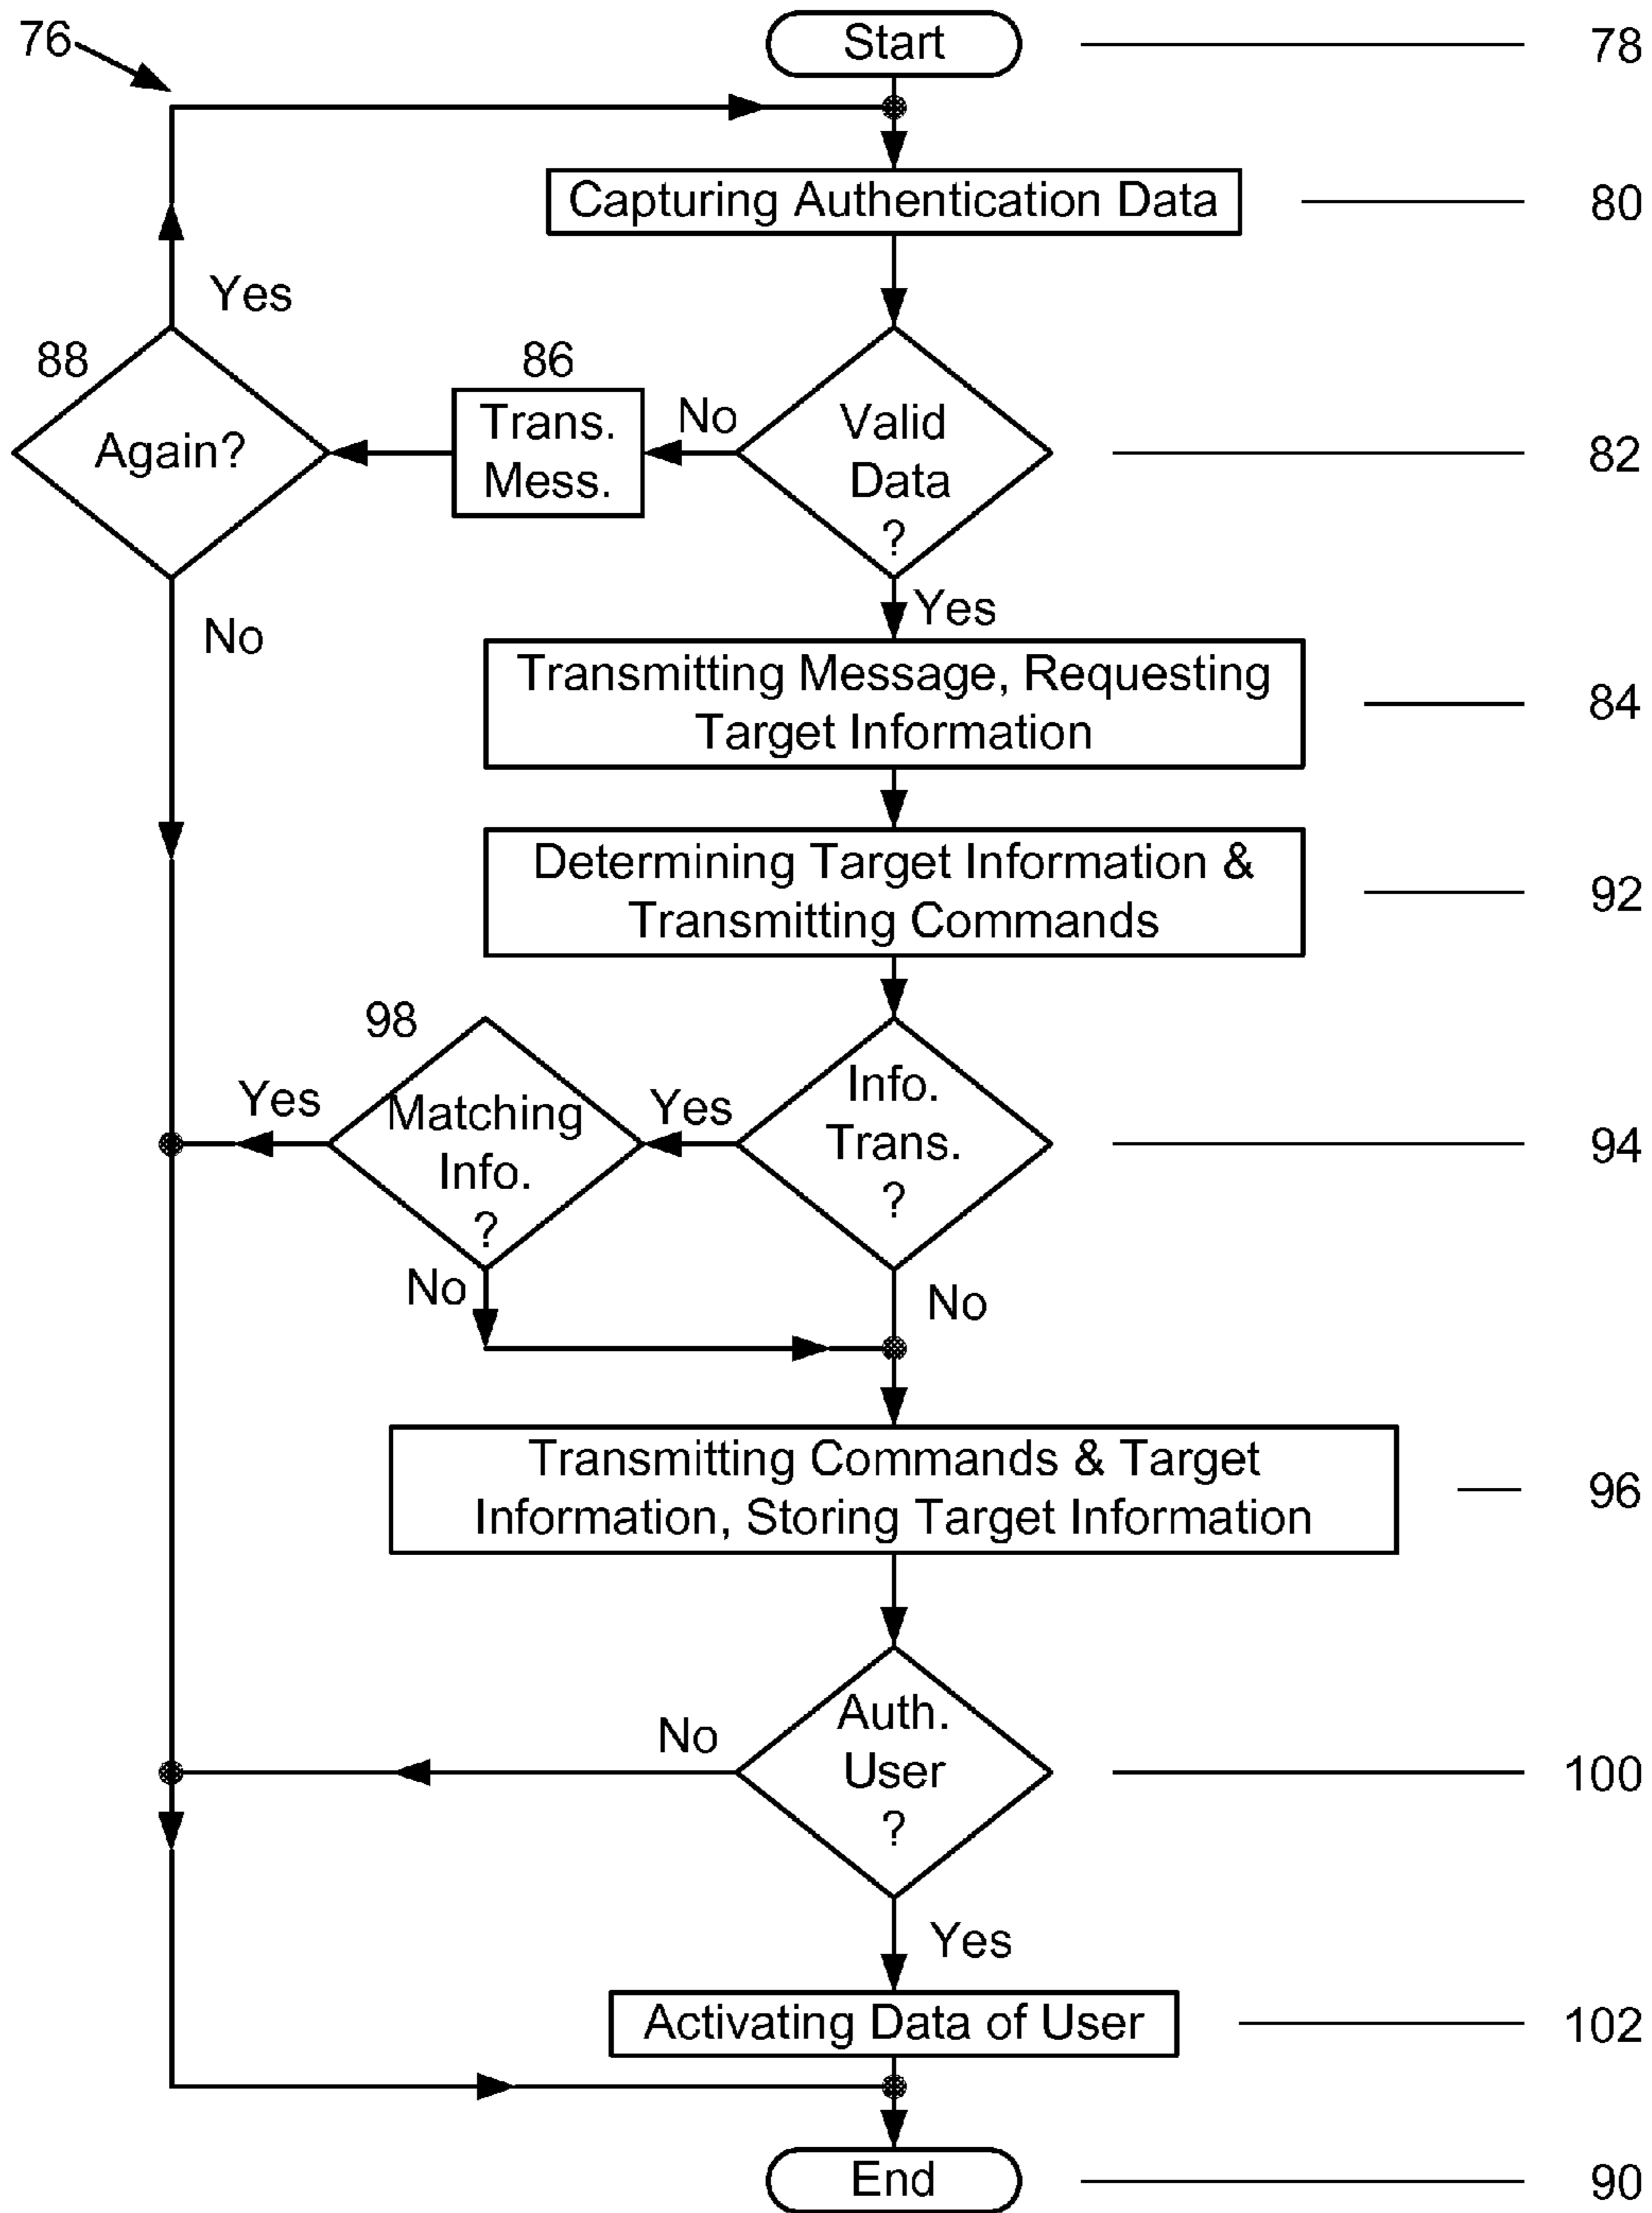 76
Start
78
Capturing Authentication Data
80
Yes
88
Again?
86
Trans.
Mess.
No
Valid
Data
?
82
Yes
No
Transmitting Message, Requesting
Target Information
84
Determining Target Information &
Transmitting Commands
92
98
Yes
Matching
Info.
?
Yes
Info.
Trans.
?
94
No
No
Transmitting Commands & Target
Information, Storing Target Information
96
No
Auth.
User
?
100
Yes
Activating Data of User
102
End
90